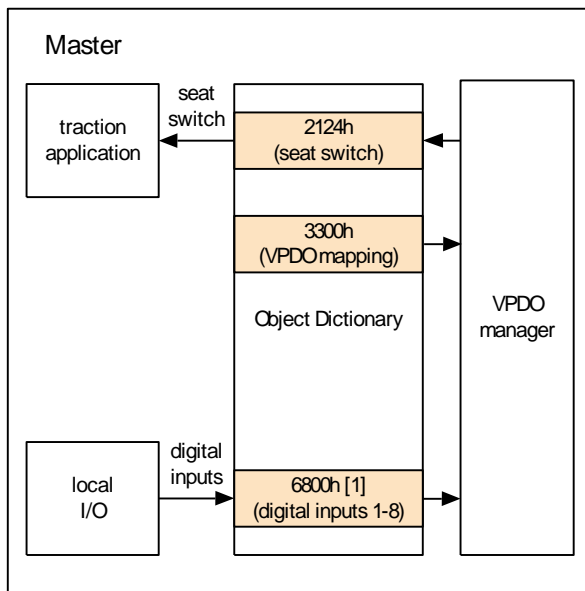 Master
seat
switch
traction
application
2124h
(seat switch)
3300h
(VPDO mapping)
Object Dictionary
VPDO
manager
digital
inputs
local
I/O
6800h [1]
(digital inputs 1-8)